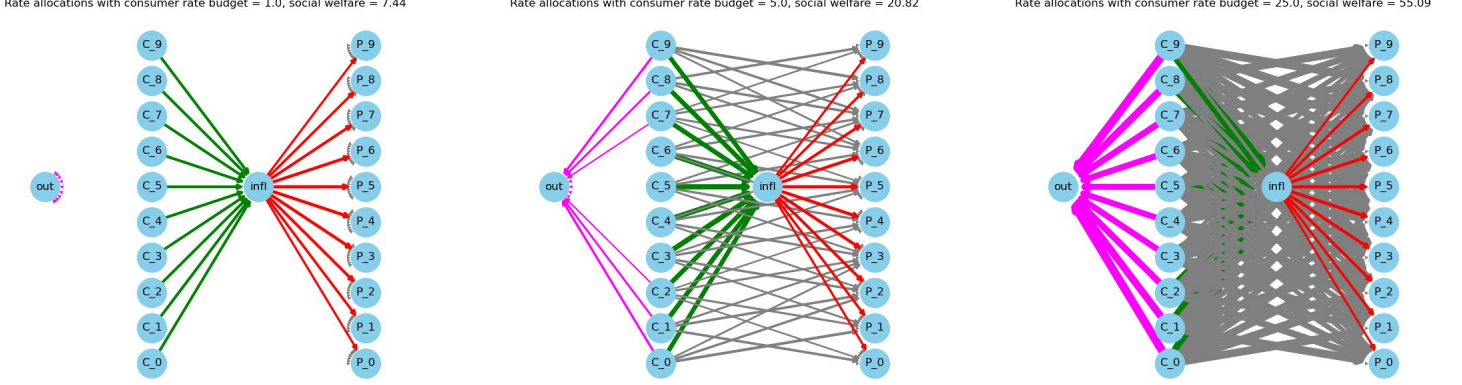 Rate allocations with consumer rate budget = 1.0, social welfare = 7.44
C_9
C_8
C_7
C_6
C_5
C_4
C_3
C_2
C_1
C_0
out
infl
P_9
P_8
P_7
P_6
P_5
P_4
P_3
P_2
P_1
P_0
Rate allocations with consumer rate budget = 5.0, social welfare = 20.82
C_9
C_8
C_7
C_6
C_5
C_4
C_3
C_2
C_1
C_0
out
infl
P_9
P_8
P_7
P_6
P_5
P_4
P_3
P_2
P_1
P_0
Rate allocations with consumer rate budget = 25.0, social welfare = 55.09
C_9
C_8
C_7
C_6
C_5
C_4
C_3
C_2
C_1
C_0
out
infl
P_9
P_8
P_7
P_6
P_5
P_4
P_3
P_2
P_1
P_0